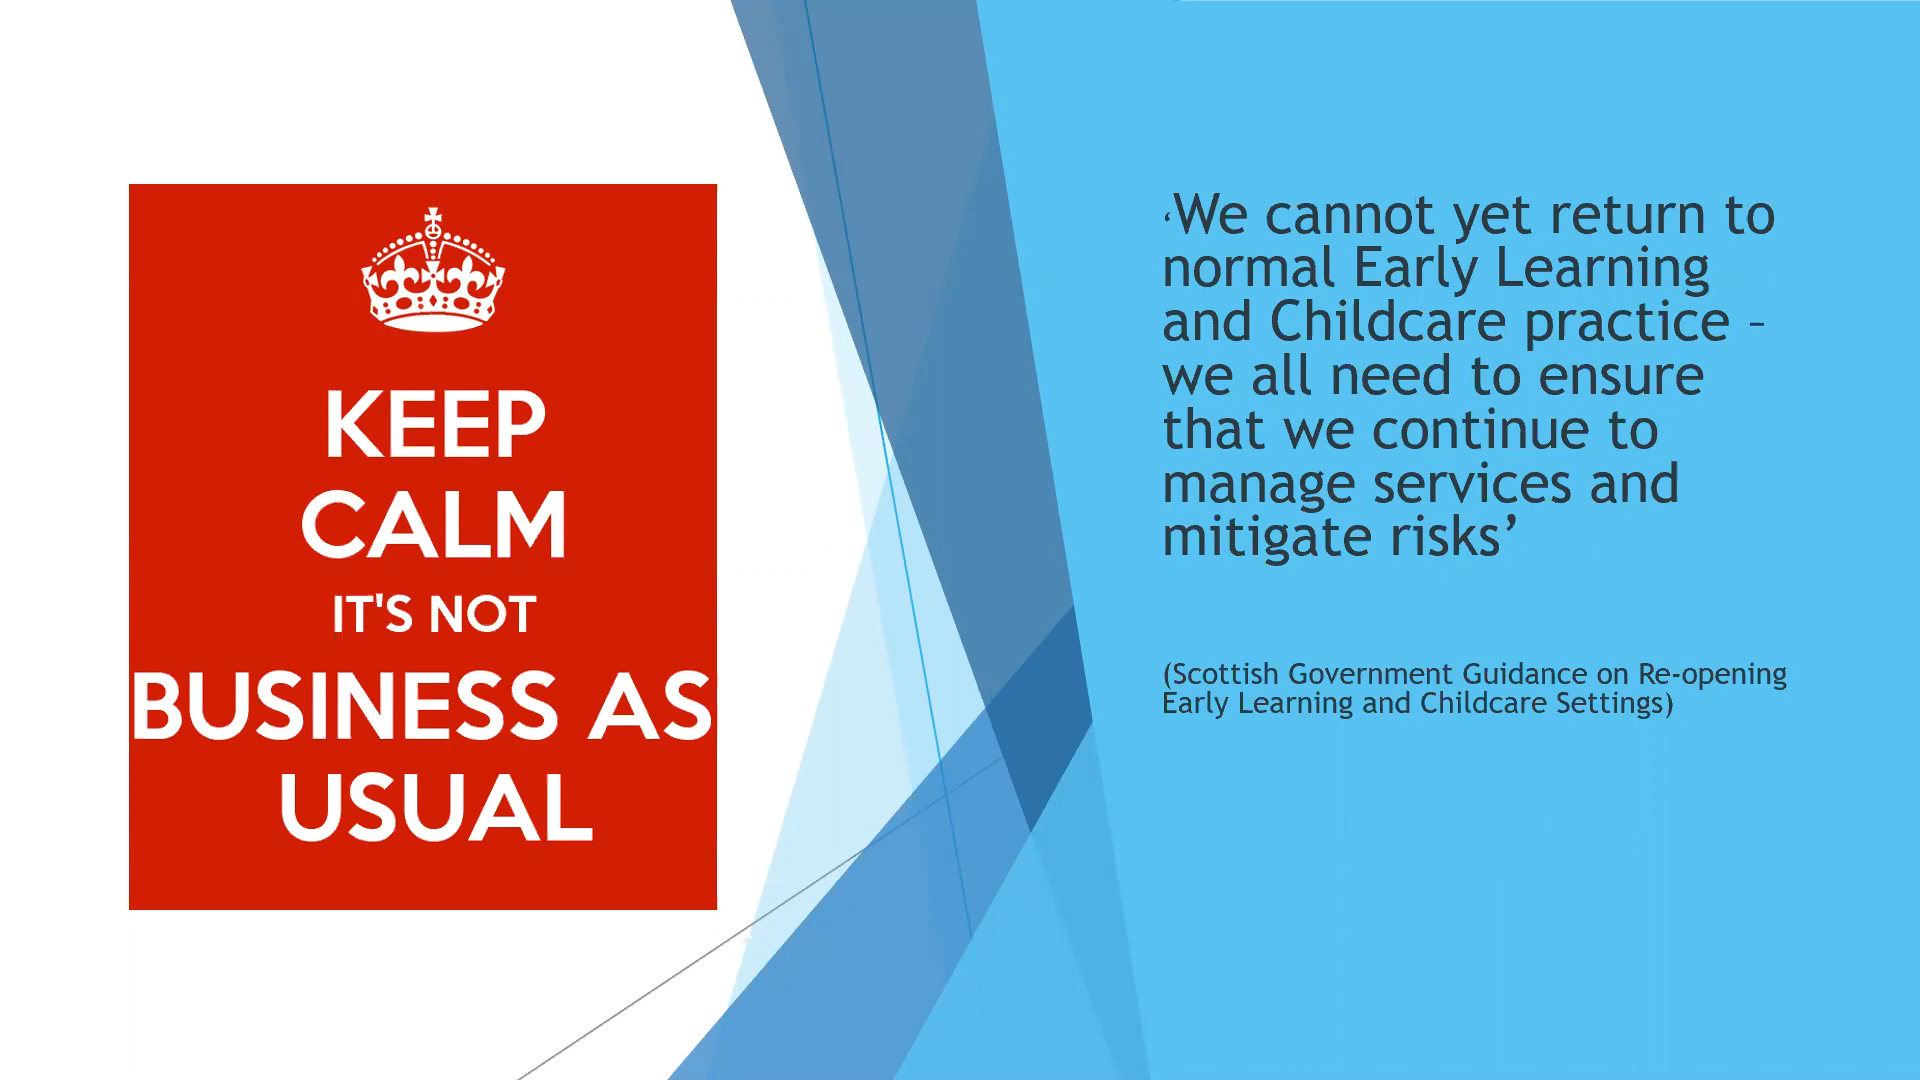 KEEP
CALM
IT'S NOT
BUSINESS AS
USUAL
‘We cannot yet return to
normal Early Learning
and Childcare practice –
we all need to ensure
that we continue to
manage services and
mitigate risks’
(Scottish Government Guidance on Re-opening
Early Learning and Childcare Settings)